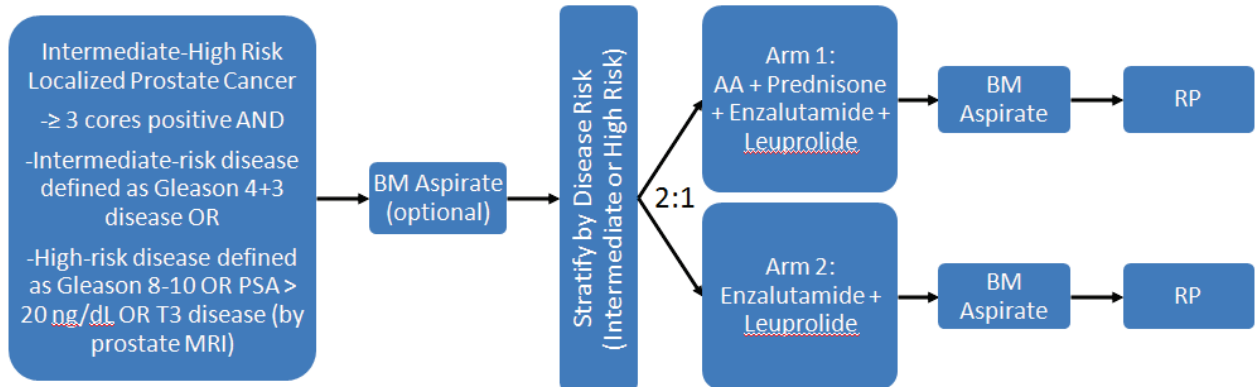 Intermediate-High Risk
Localized Prostate Cancer
-≥ 3 cores positive AND
-Intermediate-risk disease
defined as Gleason 4+3
disease OR
-High-risk disease defined
as Gleason 8-10 OR PSA >
20 ng/dL OR T3 disease (by
prostate MRI)
BM Aspirate
(optional)
Stratify by Disease Risk
(Intermediate or High Risk)
2:1
Arm 1:
AA + Prednisone
+ Enzalutamide +
Leuprolide
BM
Aspirate
RP
Arm 2:
Enzalutamide +
Leuprolide
BM
Aspirate
RP